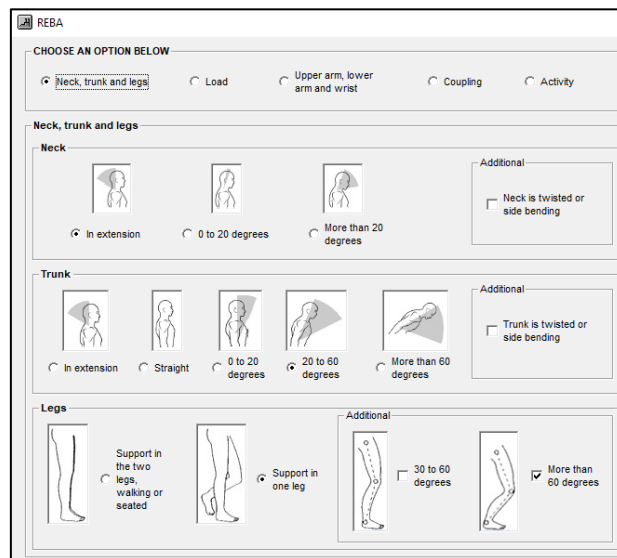 REBA
CHOOSE AN OPTION BELOW
Neck, trunk and legs
Load
Upper arm, lower
arm and wrist
Coupling
Activity
Neck, trunk and legs
Neck
In extension
0 to 20 degrees
More than 20
degrees
Additional
Neck is twisted or
side bending
Trunk
In extension
Straight
0 to 20
degrees
20 to 60
degrees
More than 60
degrees
Additional
Trunk is twisted or
side bending
Legs
Support in
the two
legs,
walking or
seated
Support in
one leg
Additional
30 to 60
degrees
More than
60 degrees